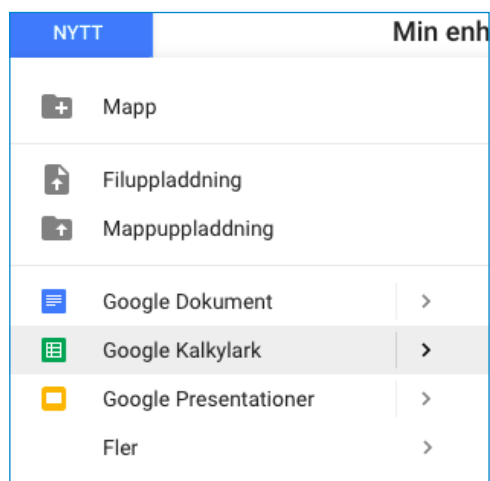 NYTT
Min enh
Mapp
Filuppladdning
Mappuppladdning
Google Dokument
Google Kalkylark
Google Presentationer
Fler